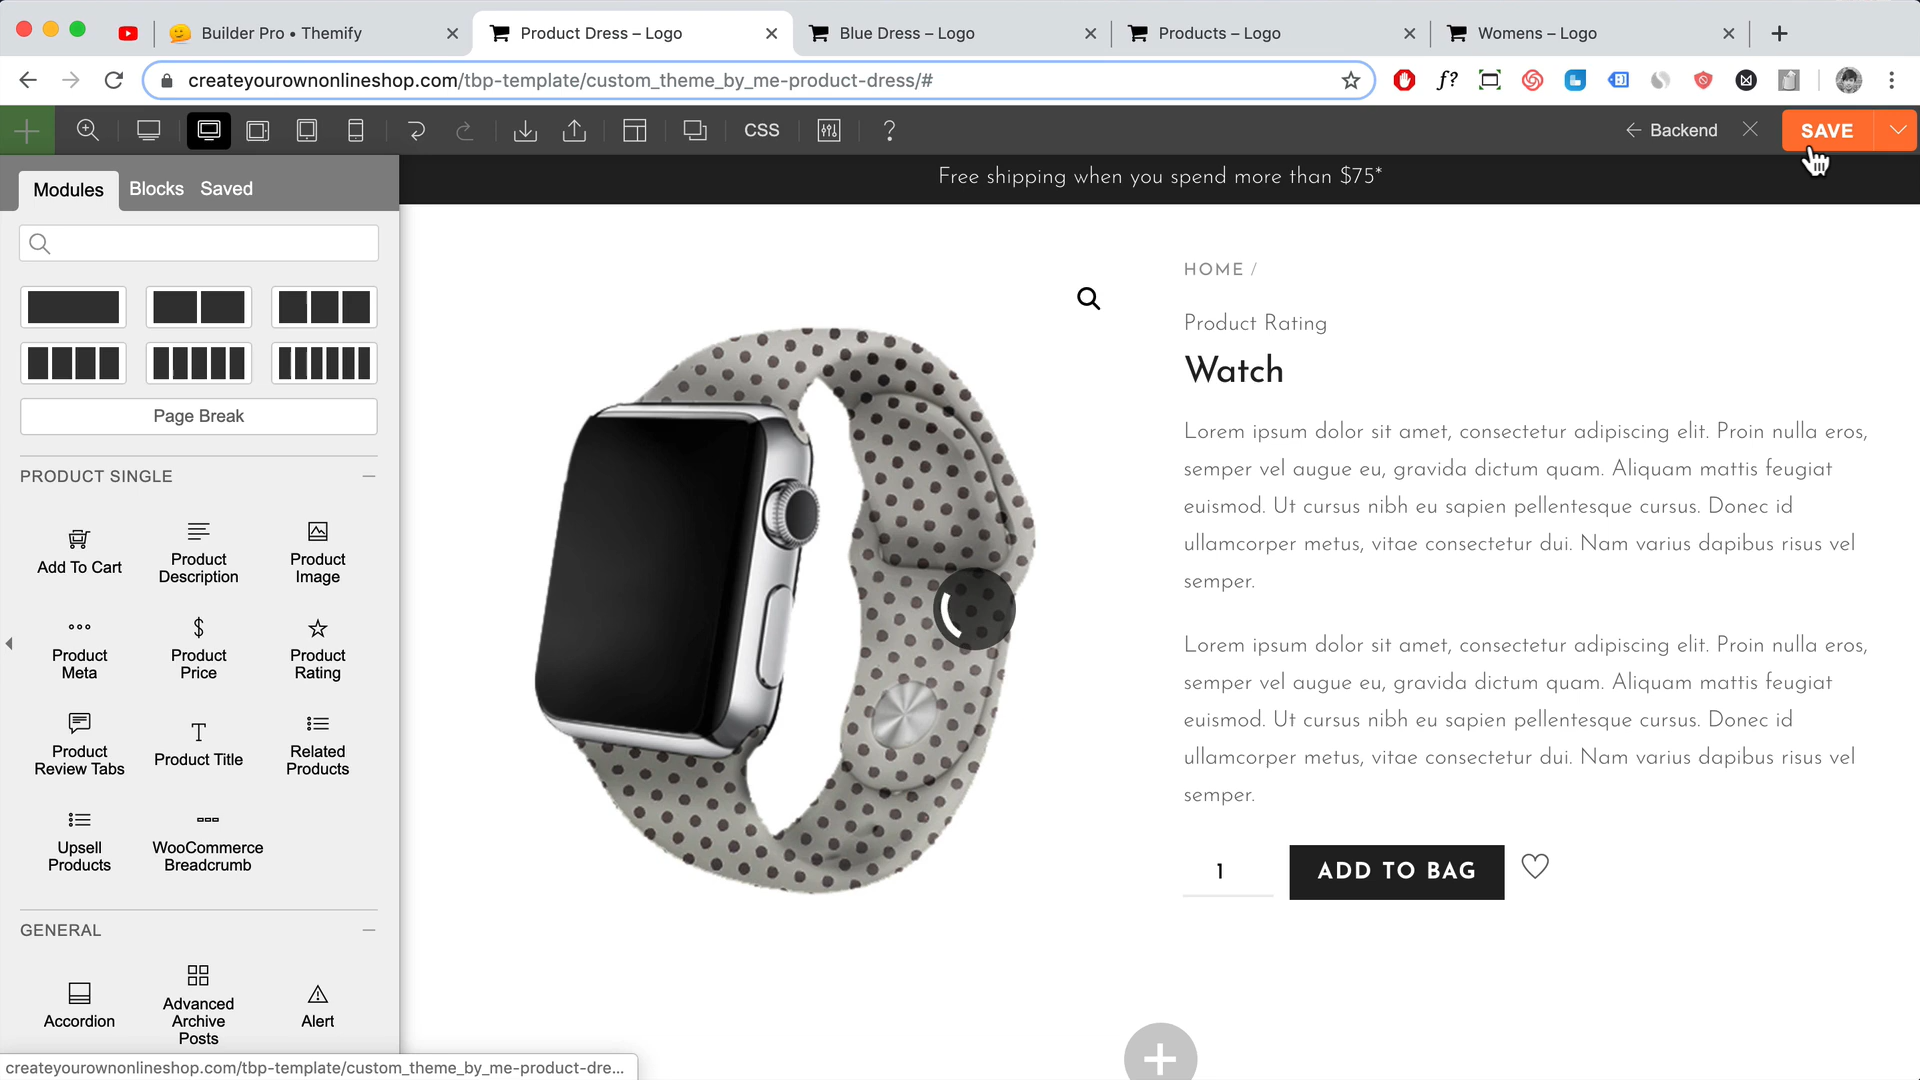 Builder Pro • Themify
Product Dress – Logo
Blue Dress – Logo
Products – Logo
Womens – Logo
createyourownonlineshop.com/tbp-template/custom_theme_by_me-product-dress/#
f?
CSS
?
Backend
SAVE
Modules
Blocks
Saved
Free shipping when you spend more than $75*
Page Break
PRODUCT SINGLE
Add To Cart
Product
Description
Product
Image
Product
Meta
Product
Price
Product
Rating
Product
Review Tabs
Product Title
Related
Products
Upsell
Products
WooCommerce
Breadcrumb
GENERAL
Accordion
Advanced
Archive
Posts
Alert
HOME /
Product Rating
Watch
Lorem ipsum dolor sit amet, consectetur adipiscing elit. Proin nulla eros,
semper vel augue eu, gravida dictum quam. Aliquam mattis feugiat
euismod. Ut cursus nibh eu sapien pellentesque cursus. Donec id
ullamcorper metus, vitae consectetur dui. Nam varius dapibus risus vel
semper.
Lorem ipsum dolor sit amet, consectetur adipiscing elit. Proin nulla eros,
semper vel augue eu, gravida dictum quam. Aliquam mattis feugiat
euismod. Ut cursus nibh eu sapien pellentesque cursus. Donec id
ullamcorper metus, vitae consectetur dui. Nam varius dapibus risus vel
semper.
1
ADD TO BAG
createyourownonlineshop.com/tbp-template/custom_theme_by_me-product-dre...